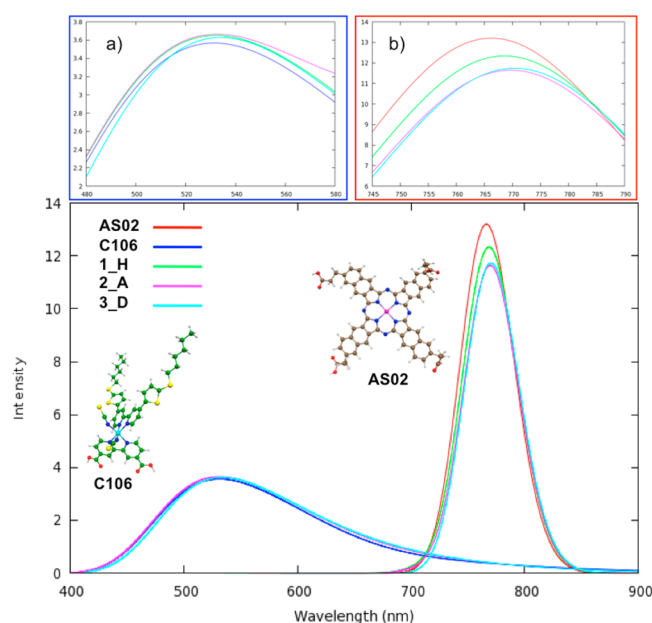 a)
3.8
3.6
3.4
3.2
3
2.8
2.6
2.4
2.2
2
480 500 520 540 560 580
b)
14
13
12
11
10
9
8
7
6
745 750 755 760 765 770 775 780 785 790
14
12
10
8
6
4
2
0
Intensity
AS02
C106
1_H
2_A
3_D
AS02
C106
400 500 600 700 800 900
Wavelength (nm)